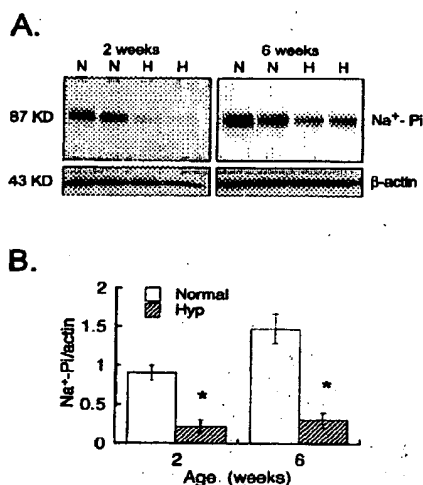 A.
2 weeks 6 weeks
N N H H N N H H
87 KD Na⁺- Pi
43 KD β-actin
B.
Normal
Hyp
Na⁺-Pi/actin
2
1.5
1
0.5
0
* *
2 6
Age (weeks)